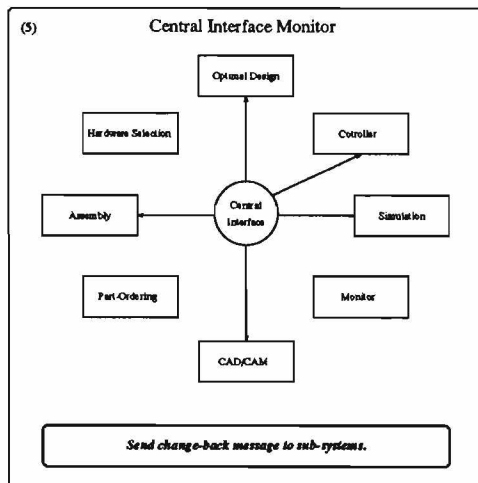 (5)
Central Interface Monitor
Optimal Design
Hardware Selection
Cotroller
Central
Interface
Assembly
Simulation
Part-Ordering
Monitor
CAD/CAM
Send change-back message to sub-systems.